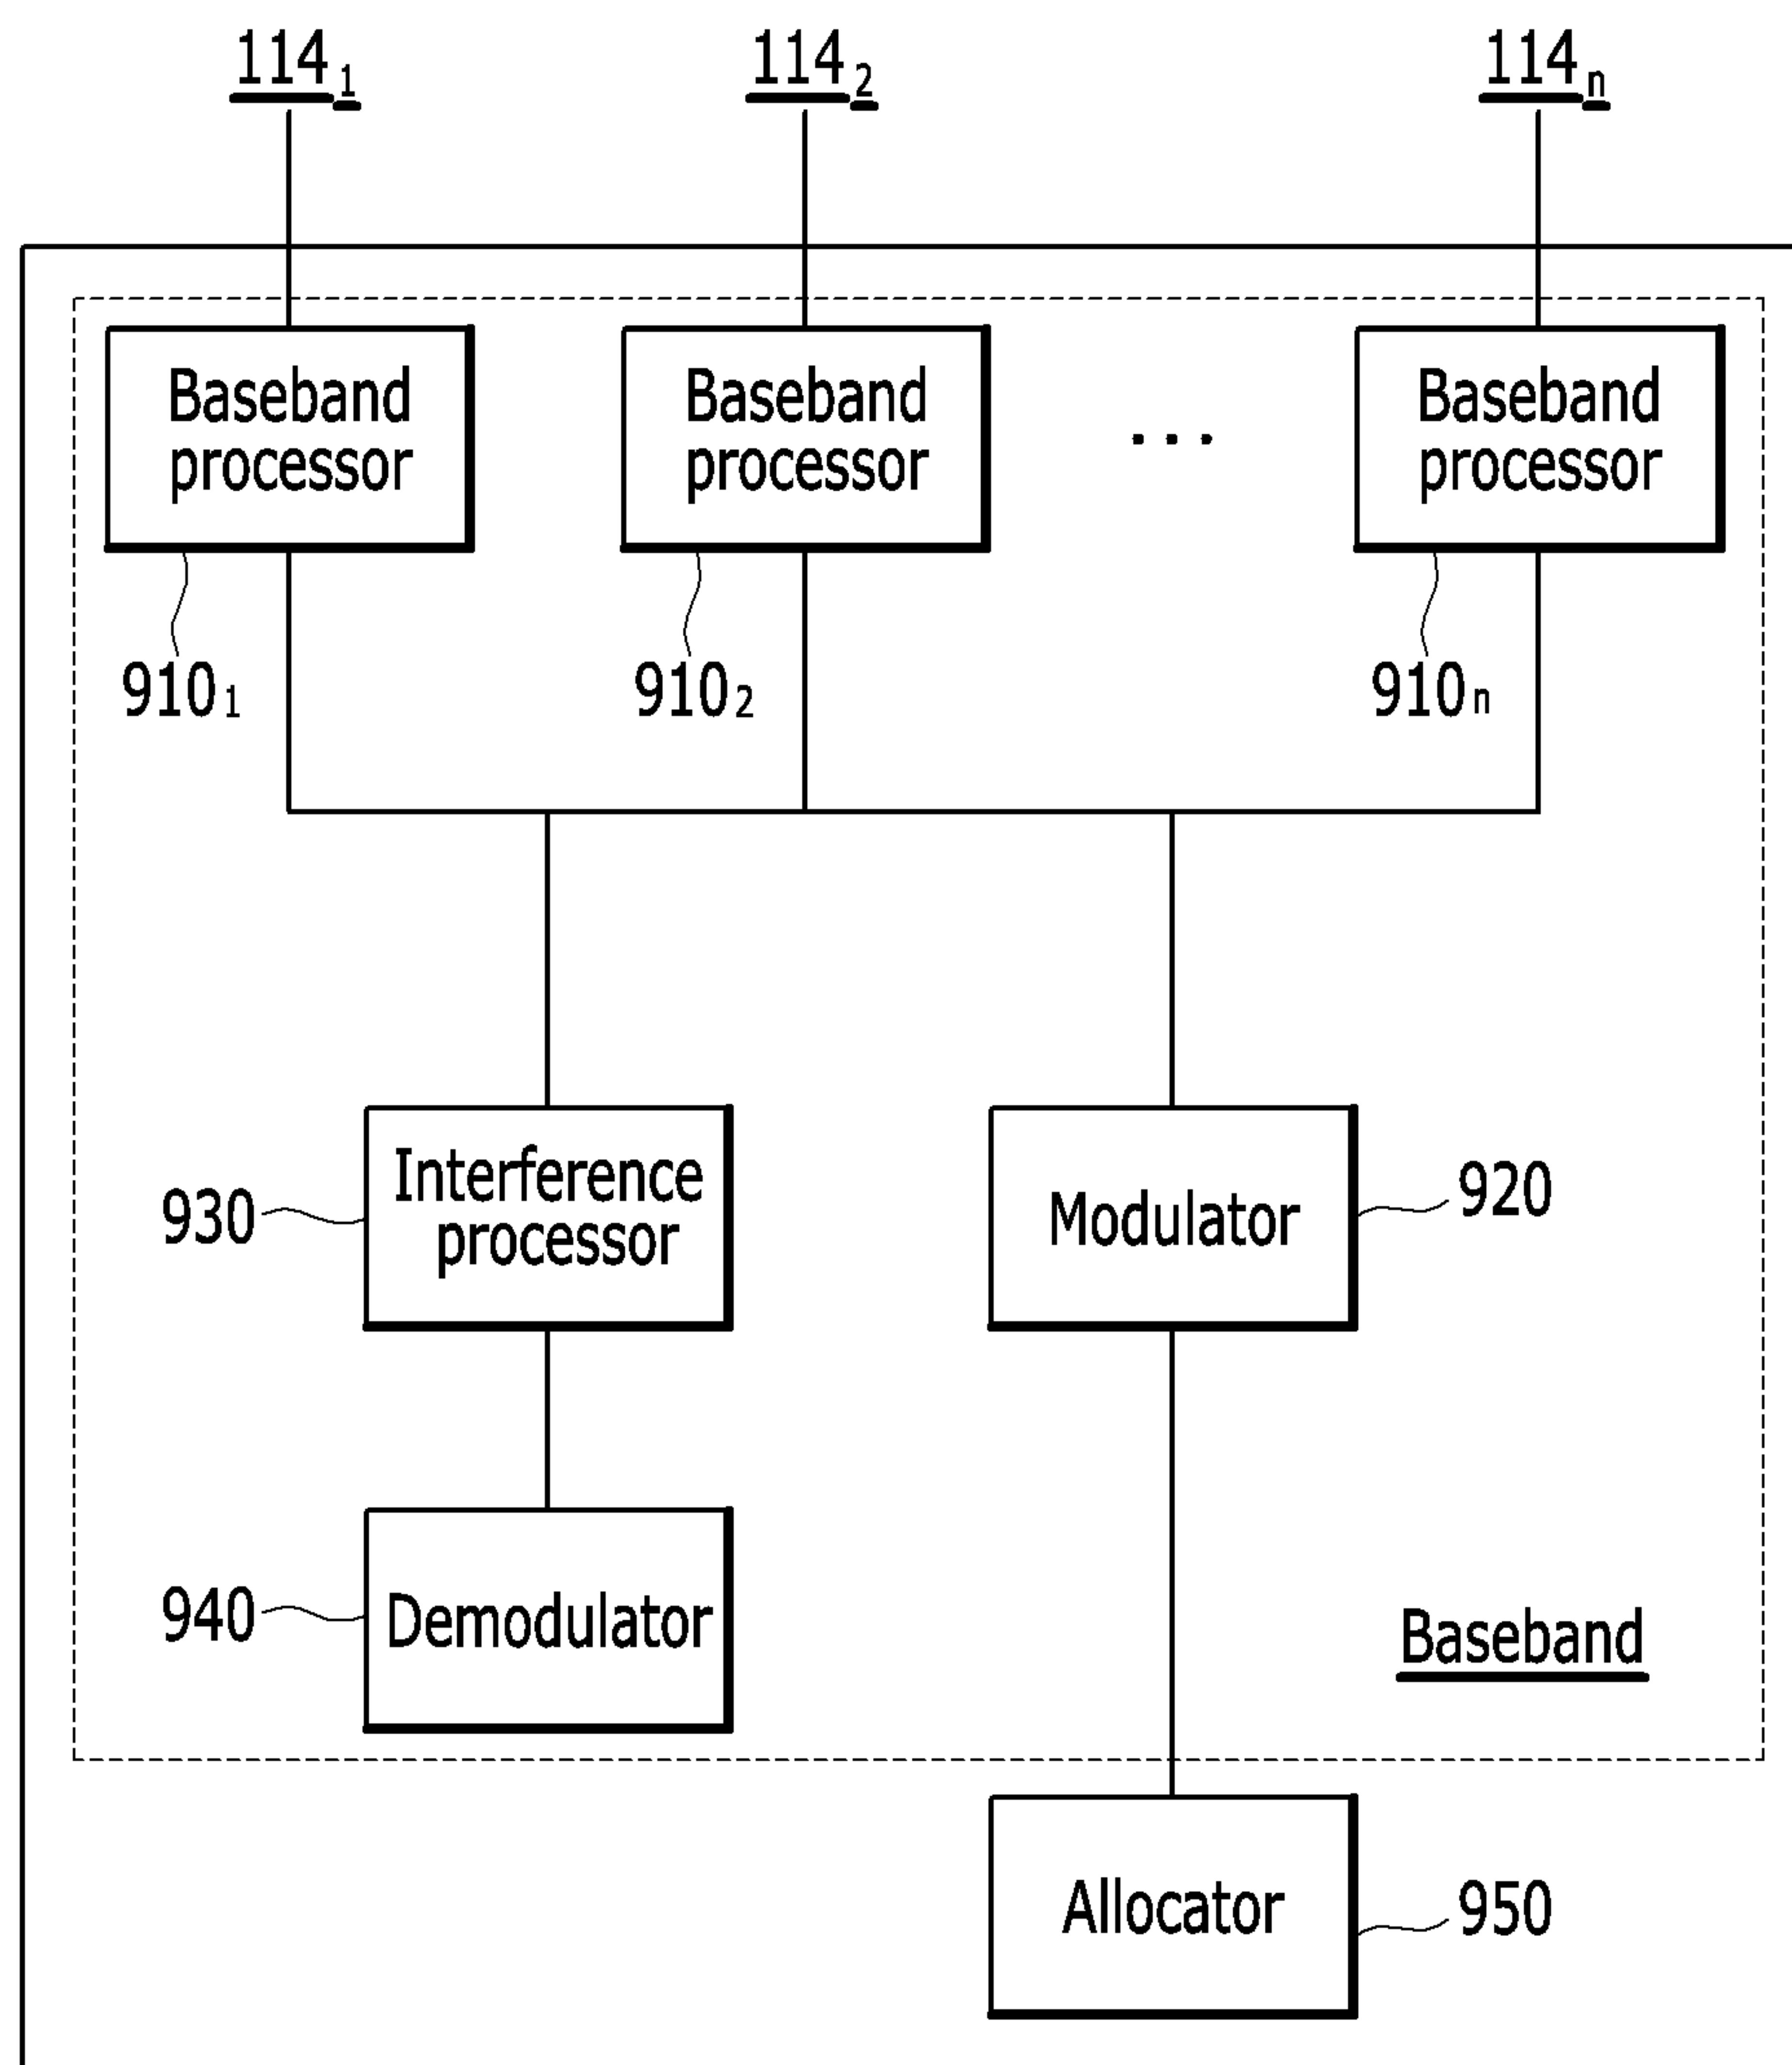 114₁ 114₂ 114ₙ
Baseband Baseband Baseband
processor processor ... processor
910₁ 910₂ 910ₙ
Interference
processor
930
Modulator
920
Demodulator
940
Baseband
Allocator
950